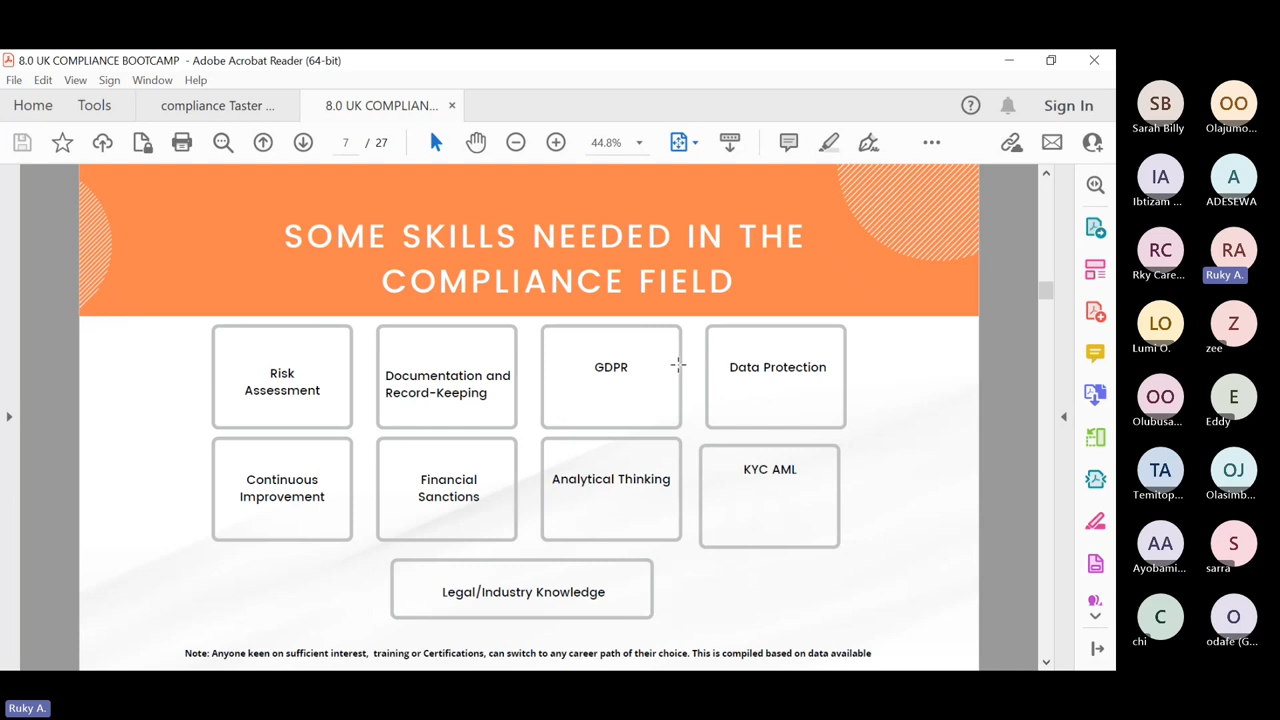 8.0 UK COMPLIANCE BOOTCAMP - Adobe Acrobat Reader (64-bit)
File Edit View Sign Window Help
Home Tools compliance Taster ... 8.0 UK COMPLIAN... × Sign In
7 / 27 44.8%
SOME SKILLS NEEDED IN THE
COMPLIANCE FIELD
Risk
Assessment
Documentation and
Record-Keeping
GDPR
Data Protection
Continuous
Improvement
Financial
Sanctions
Analytical Thinking
KYC AML
Legal/Industry Knowledge
Note: Anyone keen on sufficient interest, training or Certifications, can switch to any career path of their choice. This is compiled based on data available
SB
Sarah Billy
OO
Olajumo...
IA
Ibtizam ...
A
ADESEWA
RC
Rky Care...
RA
Ruky A.
LO
Lumi O.
Z
zee
OO
Olubusa...
E
Eddy
TA
Temitop...
OJ
Olasimb...
AA
Ayobami...
S
sarra
C
chi
O
odafe (G...
Ruky A.